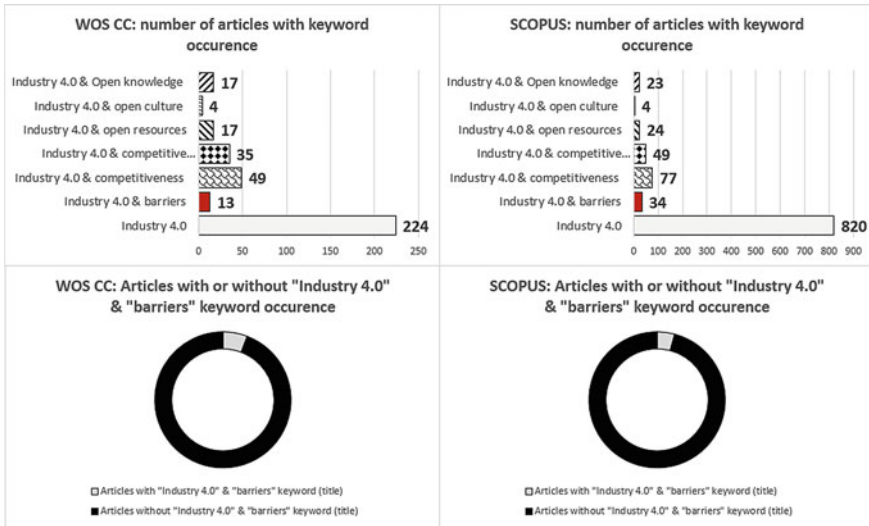 WOS CC: number of articles with keyword
occurence
Industry 4.0 & Open knowledge 17
Industry 4.0 & open culture 4
Industry 4.0 & open resources 17
Industry 4.0 & competitive... 35
Industry 4.0 & competitiveness 49
Industry 4.0 & barriers 13
Industry 4.0 224
0 50 100 150 200 250
SCOPUS: number of articles with keyword
occurence
Industry 4.0 & Open knowledge 23
Industry 4.0 & open culture 4
Industry 4.0 & open resources 24
Industry 4.0 & competitive... 49
Industry 4.0 & competitiveness 77
Industry 4.0 & barriers 34
Industry 4.0 820
0 100 200 300 400 500 600 700 800 900
WOS CC: Articles with or without "Industry 4.0"
& "barriers" keyword occurence
Articles with "Industry 4.0" & "barriers" keyword (title)
Articles without "Industry 4.0" & "barriers" keyword (title)
SCOPUS: Articles with or without "Industry 4.0"
& "barriers" keyword occurence
Articles with "Industry 4.0" & "barriers" keyword (title)
Articles without "Industry 4.0" & "barriers" keyword (title)